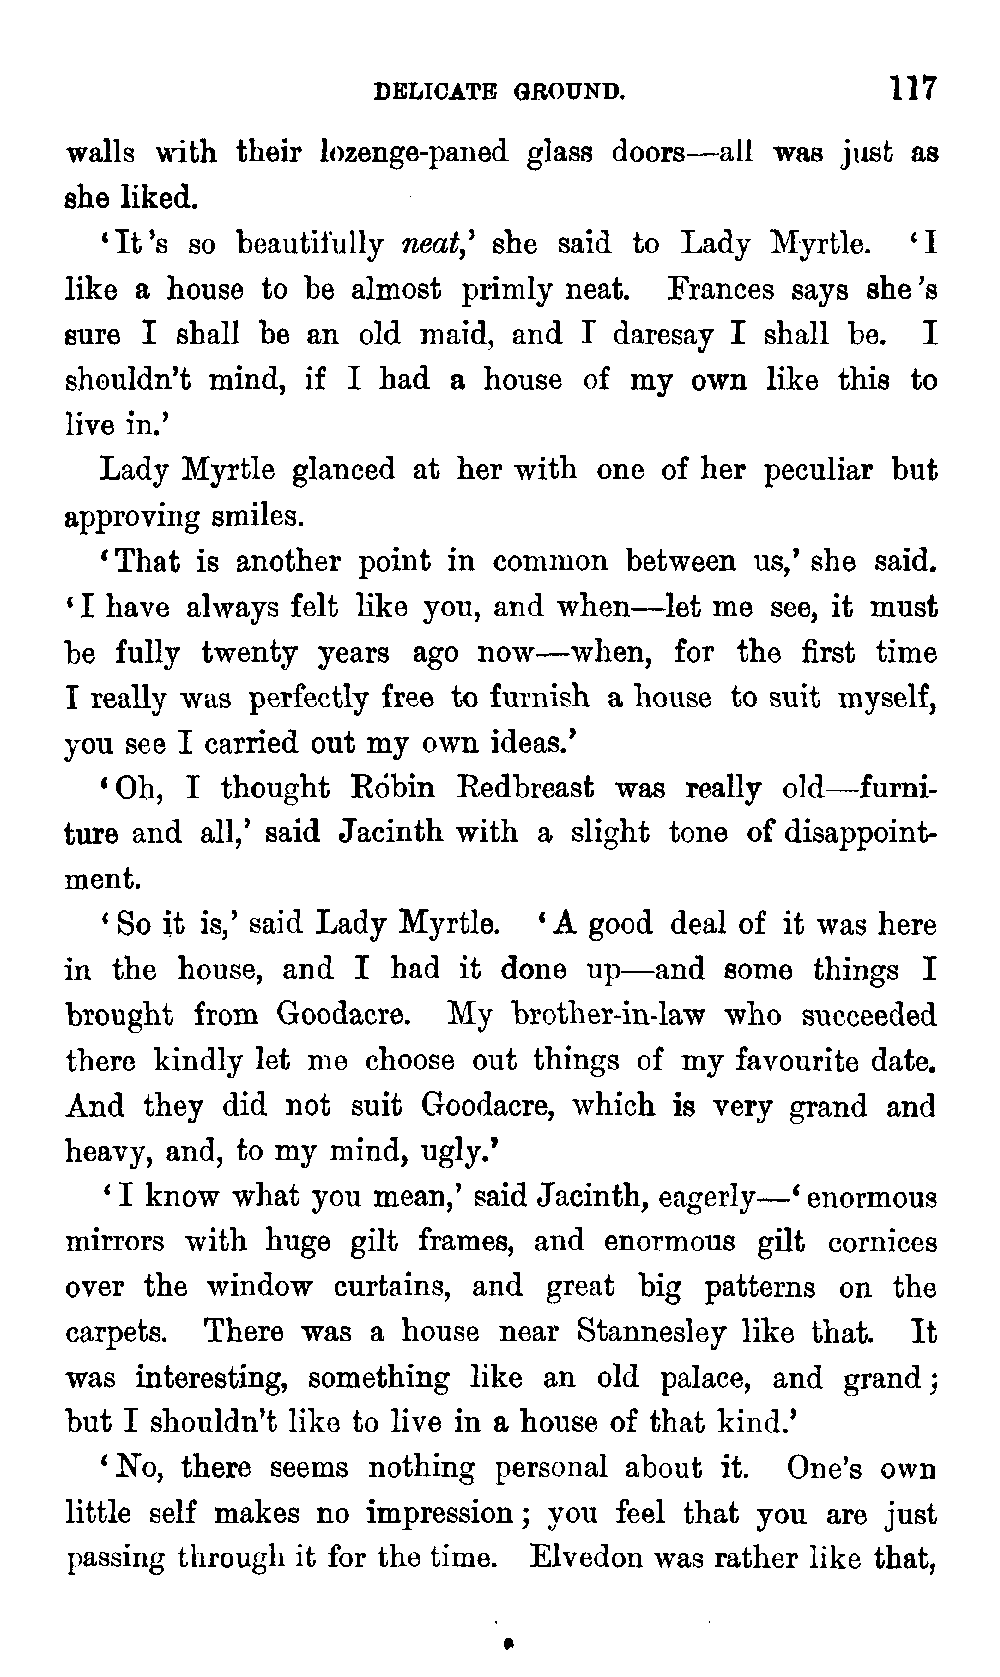 DELICATE GROUND. 117
walls with their lozenge-paned glass doors—all was just as
she liked.
‘It’s so beautifully neat,’ she said to Lady Myrtle. ‘I
like a house to be almost primly neat. Frances says she’s
sure I shall be an old maid, and I daresay I shall be. I
shouldn’t mind, if I had a house of my own like this to
live in.’
Lady Myrtle glanced at her with one of her peculiar but
approving smiles.
‘That is another point in common between us,’ she said.
‘I have always felt like you, and when—let me see, it must
be fully twenty years ago now—when, for the first time
I really was perfectly free to furnish a house to suit myself,
you see I carried out my own ideas.’
‘Oh, I thought Robin Redbreast was really old—furni-
ture and all,’ said Jacinth with a slight tone of disappoint-
ment.
‘So it is,’ said Lady Myrtle. ‘A good deal of it was here
in the house, and I had it done up—and some things I
brought from Goodacre. My brother-in-law who succeeded
there kindly let me choose out things of my favourite date.
And they did not suit Goodacre, which is very grand and
heavy, and, to my mind, ugly.’
‘I know what you mean,’ said Jacinth, eagerly—‘enormous
mirrors with huge gilt frames, and enormous gilt cornices
over the window curtains, and great big patterns on the
carpets. There was a house near Stannesley like that. It
was interesting, something like an old palace, and grand;
but I shouldn’t like to live in a house of that kind.’
‘No, there seems nothing personal about it. One’s own
little self makes no impression; you feel that you are just
passing through it for the time. Elvedon was rather like that,